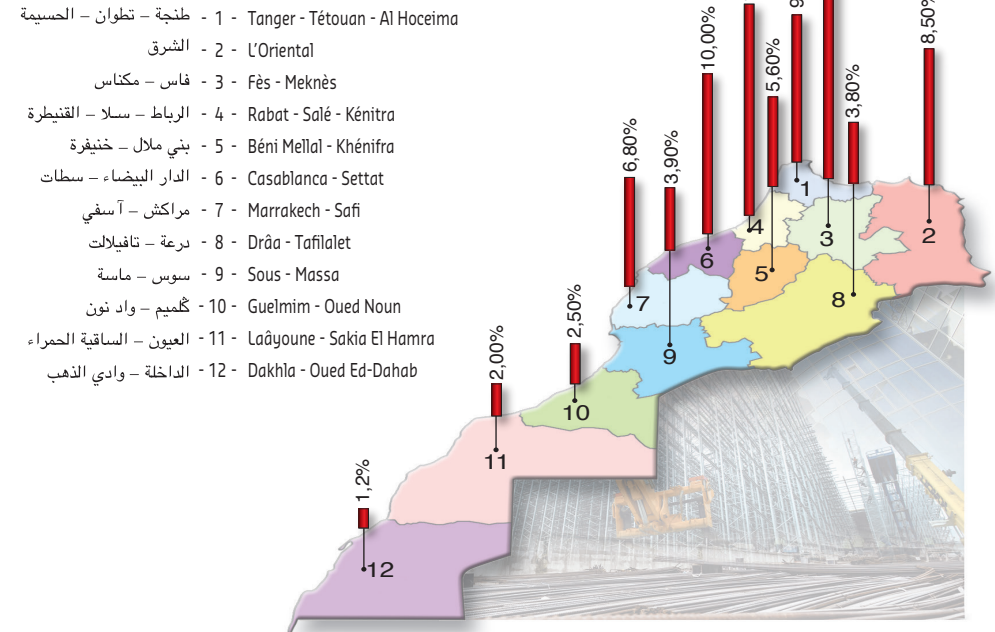 طنجة – تطوان – الحسيمة - 1 - Tanger - Tétouan - Al Hoceima
الشرق - 2 - L'Oriental
فاس – مكناس - 3 - Fès - Meknès
الرباط – سلا – القنيطرة - 4 - Rabat - Salé - Kénitra
بني ملال – خنيفرة - 5 - Béni Mellal - Khénifra
الدار البيضاء – سطات - 6 - Casablanca - Settat
مراكش – آسفي - 7 - Marrakech - Safi
درعة – تافيلالت - 8 - Drâa - Tafilalet
سوس – ماسة - 9 - Sous - Massa
ڭلميم – واد نون - 10 - Guelmim - Oued Noun
العيون – الساقية الحمراء - 11 - Laâyoune - Sakia El Hamra
الداخلة – وادي الذهب - 12 - Dakhla - Oued Ed-Dahab
6,80%
3,90%
10,00%
5,60%
9
3,80%
8,50%
2,50%
2,00%
1,2%
1
2
3
4
5
6
7
8
9
10
11
12